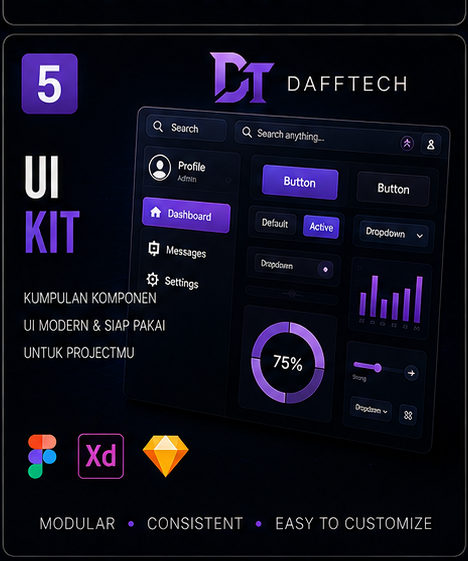 5
DT DAFFTECH
UI
KIT
KUMPULAN KOMPONEN
UI MODERN & SIAP PAKAI
UNTUK PROJECTMU
Search
Search anything...
Profile
Admin
Dashboard
Messages
Settings
Button
Button
Default
Active
Dropdown
Dropdown
75%
Strong
Dropdown
Xd
MODULAR • CONSISTENT • EASY TO CUSTOMIZE